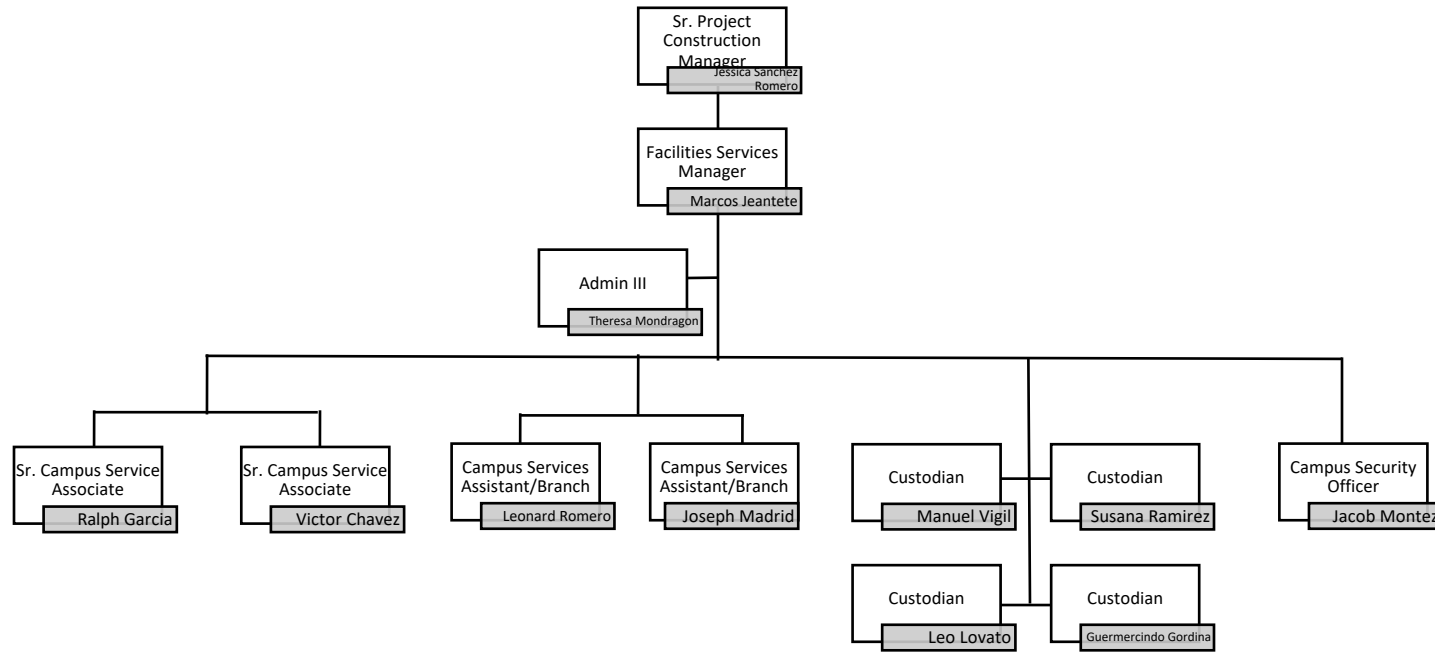 Sr. Project
Construction
Manager
Jessica Sanchez
Romero
Facilities Services
Manager
Marcos Jeantete
Admin III
Theresa Mondragon
Sr. Campus Service
Associate
Ralph Garcia
Sr. Campus Service
Associate
Victor Chavez
Campus Services
Assistant/Branch
Leonard Romero
Campus Services
Assistant/Branch
Joseph Madrid
Custodian
Manuel Vigil
Custodian
Susana Ramirez
Campus Security
Officer
Jacob Montez
Custodian
Leo Lovato
Custodian
Guermercindo Gordina